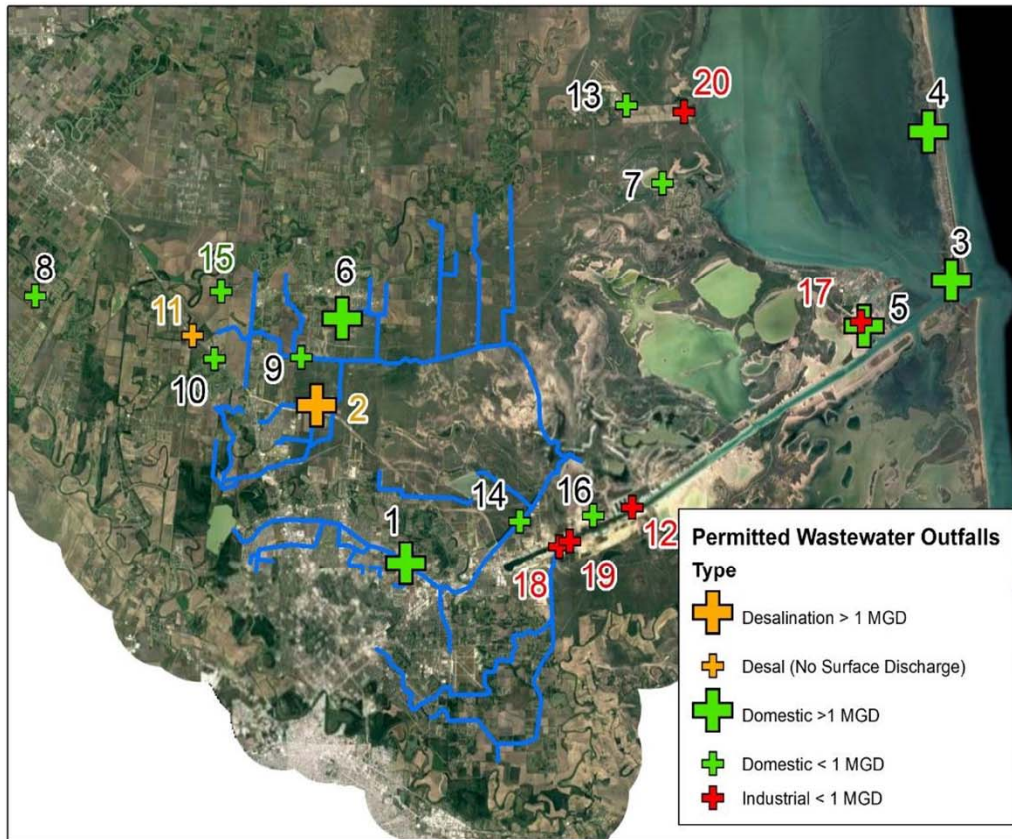 20
13
4
7
3
15
8
6
17
5
11
9
10
2
14
16
1
12
18
19
Permitted Wastewater Outfalls
Type
Desalination > 1 MGD
Desal (No Surface Discharge)
Domestic >1 MGD
Domestic < 1 MGD
Industrial < 1 MGD